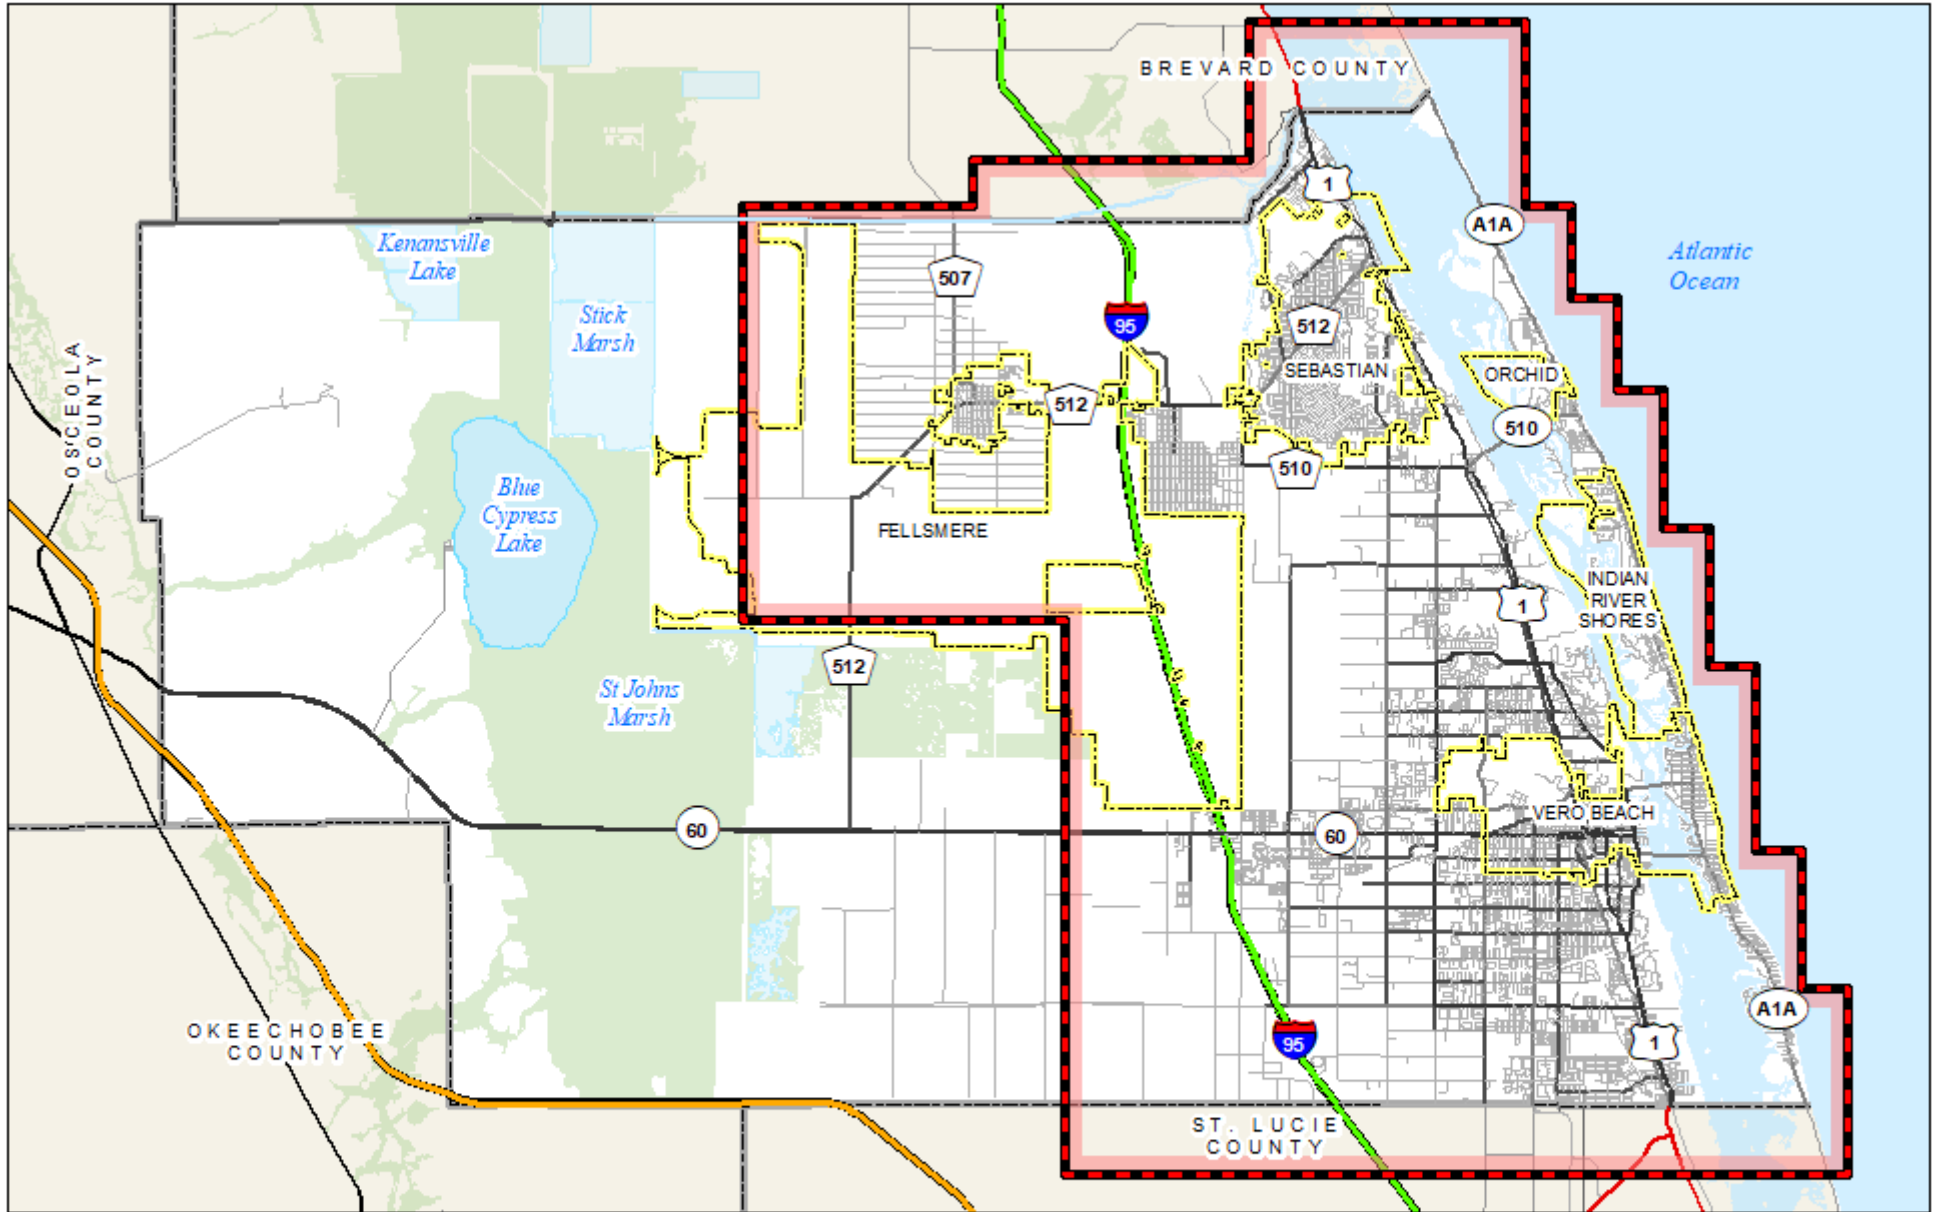 BREVARD COUNTY
1
A1A
Kenansville
Lake
Atlantic
Ocean
507
Stick
Marsh
95
512
OSCEOLA
COUNTY
SEBASTIAN
ORCHID
512
510
510
Blue
Cypress
Lake
FELLSMERE
INDIAN
RIVER
SHORES
1
512
St Johns
Marsh
VERO BEACH
60
60
A1A
OKEECHOBEE
COUNTY
95
1
ST. LUCIE
COUNTY